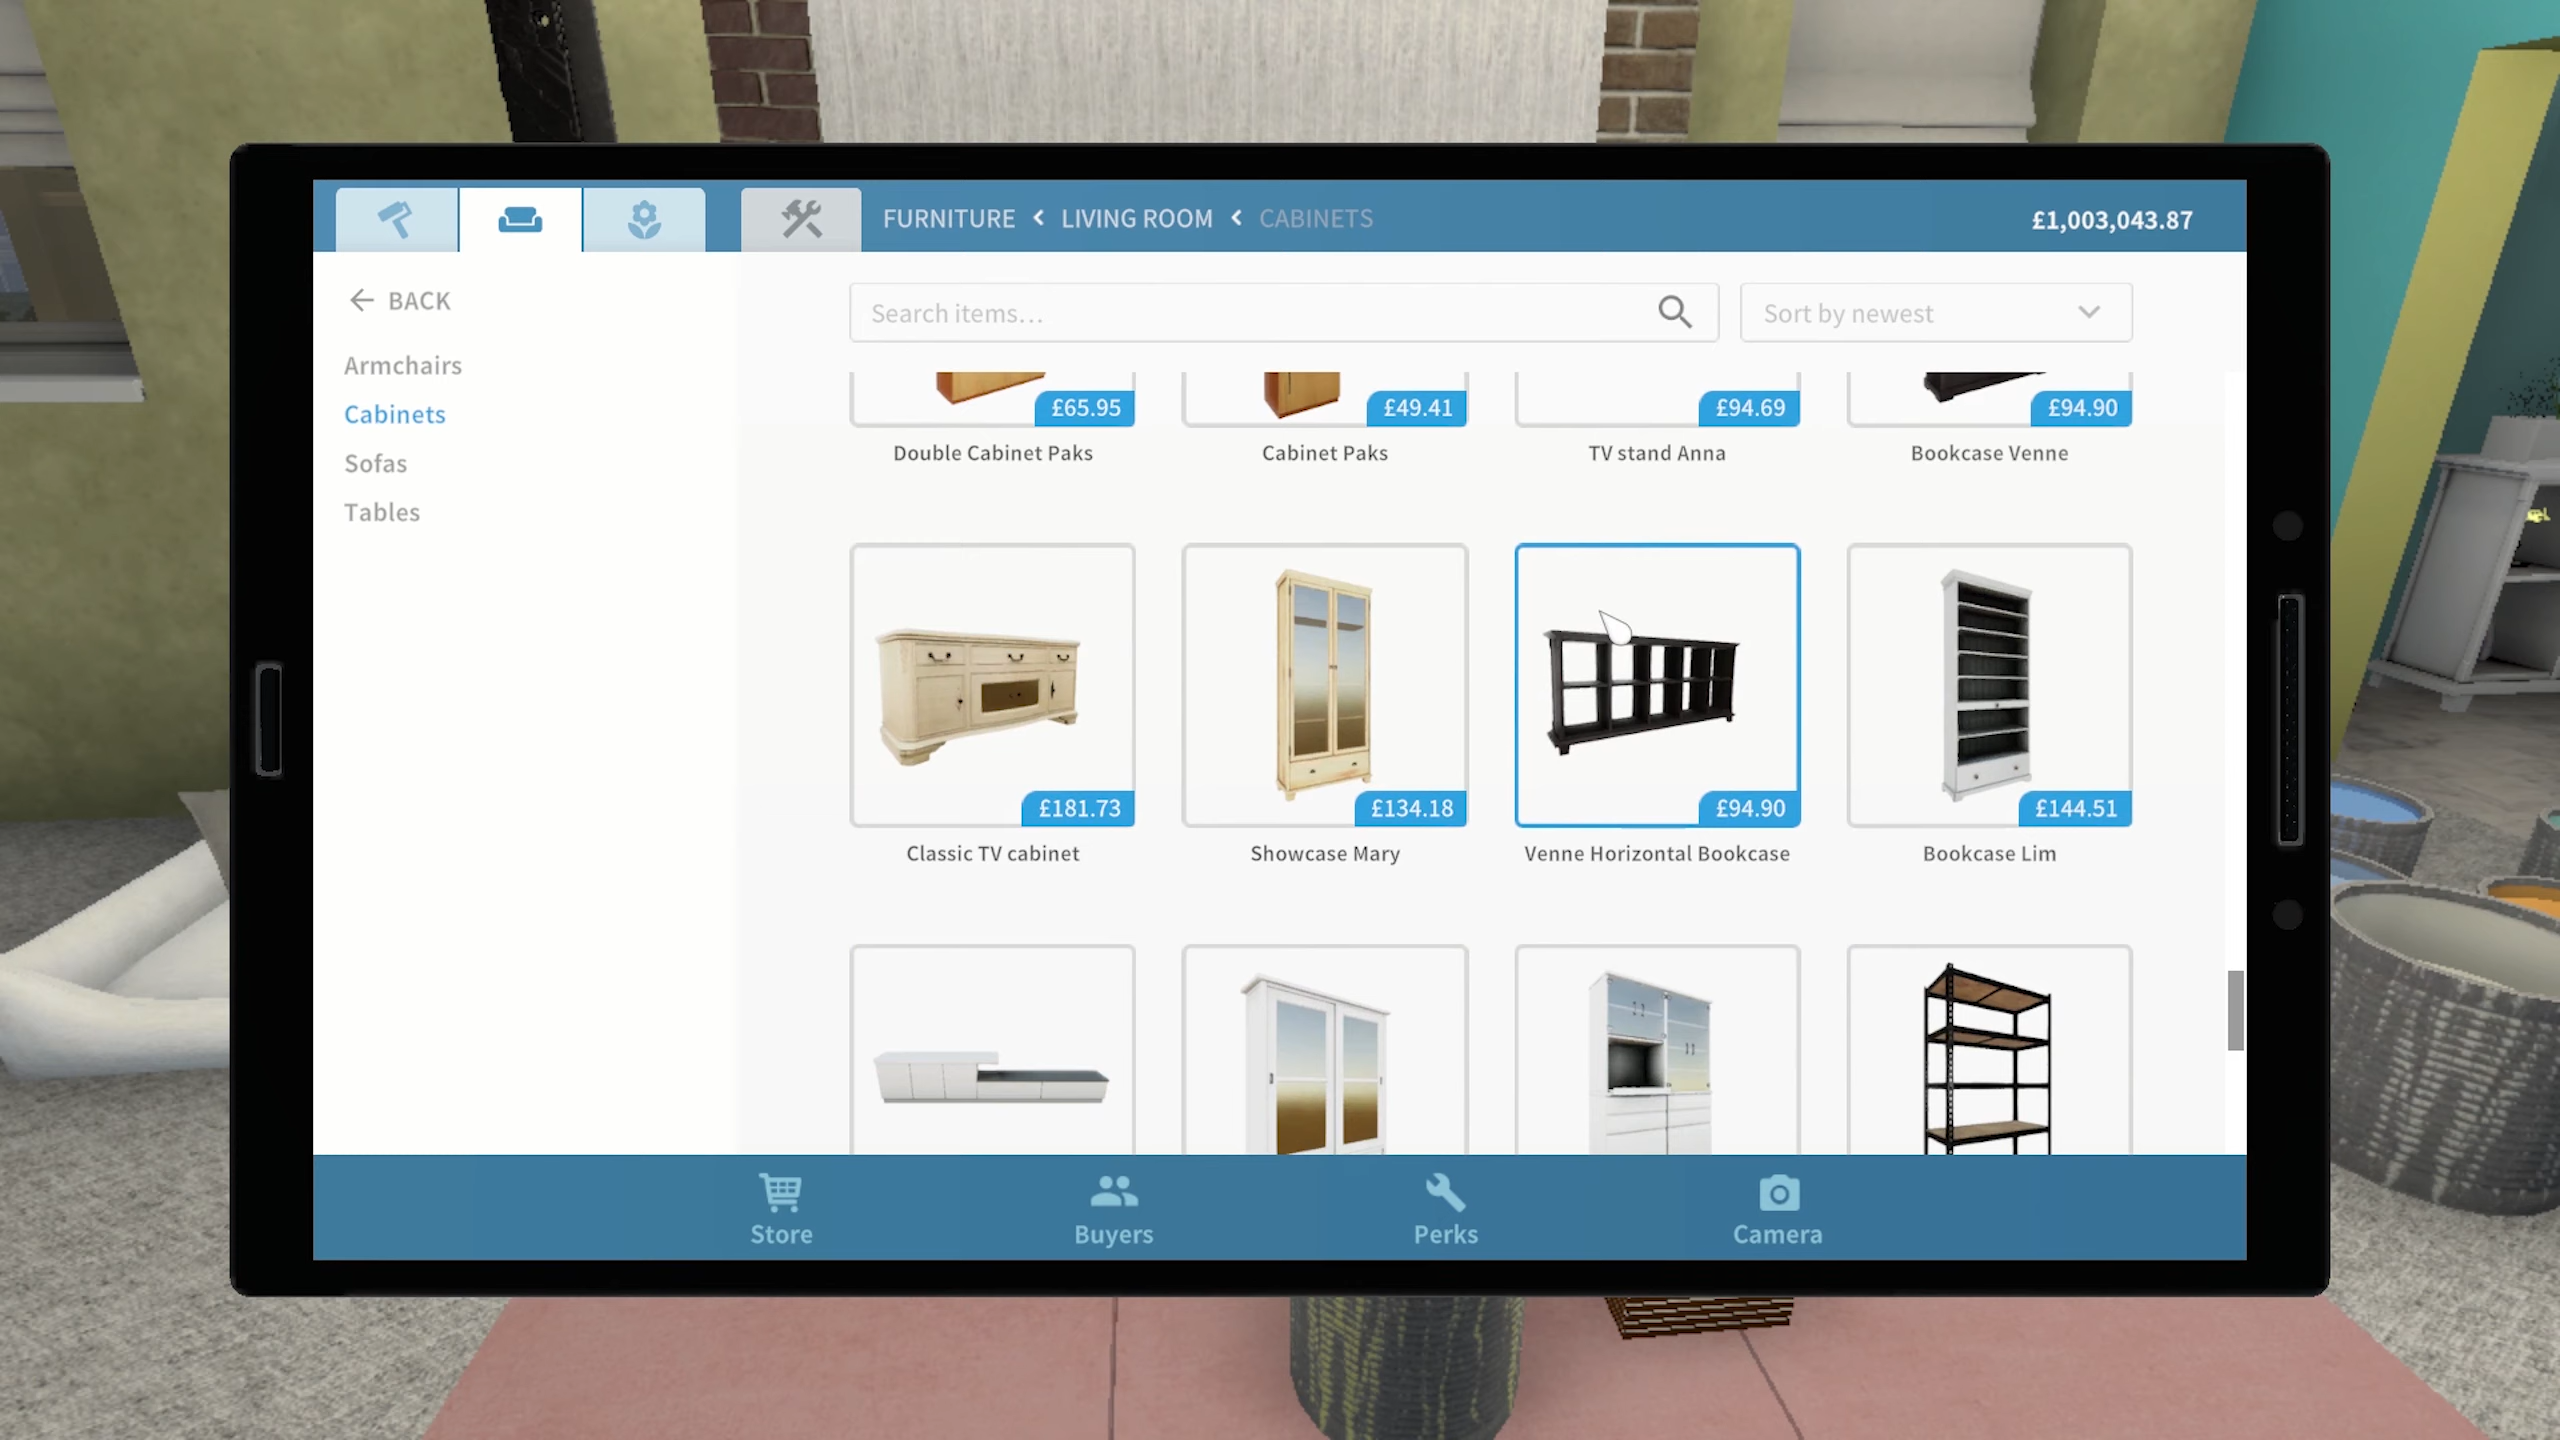 FURNITURE < LIVING ROOM < CABINETS
£1,003,043.87
BACK
Armchairs
Cabinets
Sofas
Tables
Search items...
Sort by newest
£65.95
£49.41
£94.69
£94.90
Double Cabinet Paks
Cabinet Paks
TV stand Anna
Bookcase Venne
£181.73
£134.18
£94.90
£144.51
Classic TV cabinet
Showcase Mary
Venne Horizontal Bookcase
Bookcase Lim
Store
Buyers
Perks
Camera